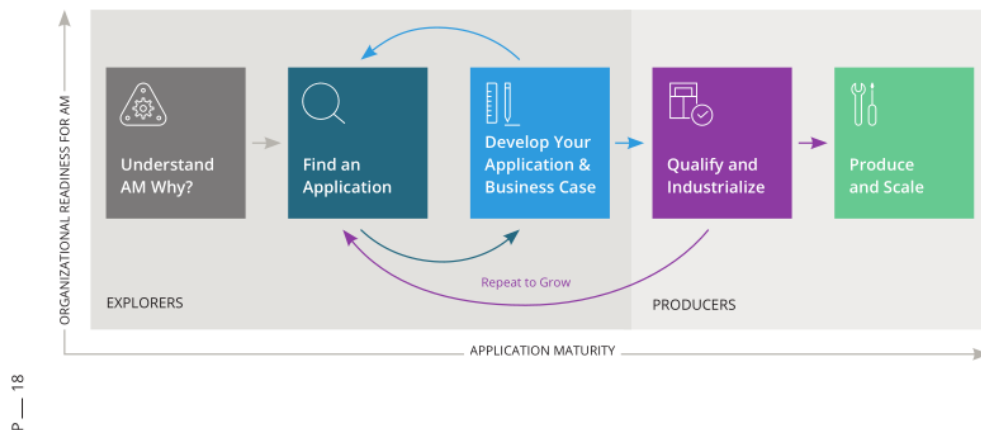 ORGANIZATIONAL READINESS FOR AM
Understand
AM Why?
Find an
Application
Develop Your
Application &
Business Case
Qualify and
Industrialize
Produce
and Scale
Repeat to Grow
EXPLORERS
PRODUCERS
APPLICATION MATURITY
P — 18